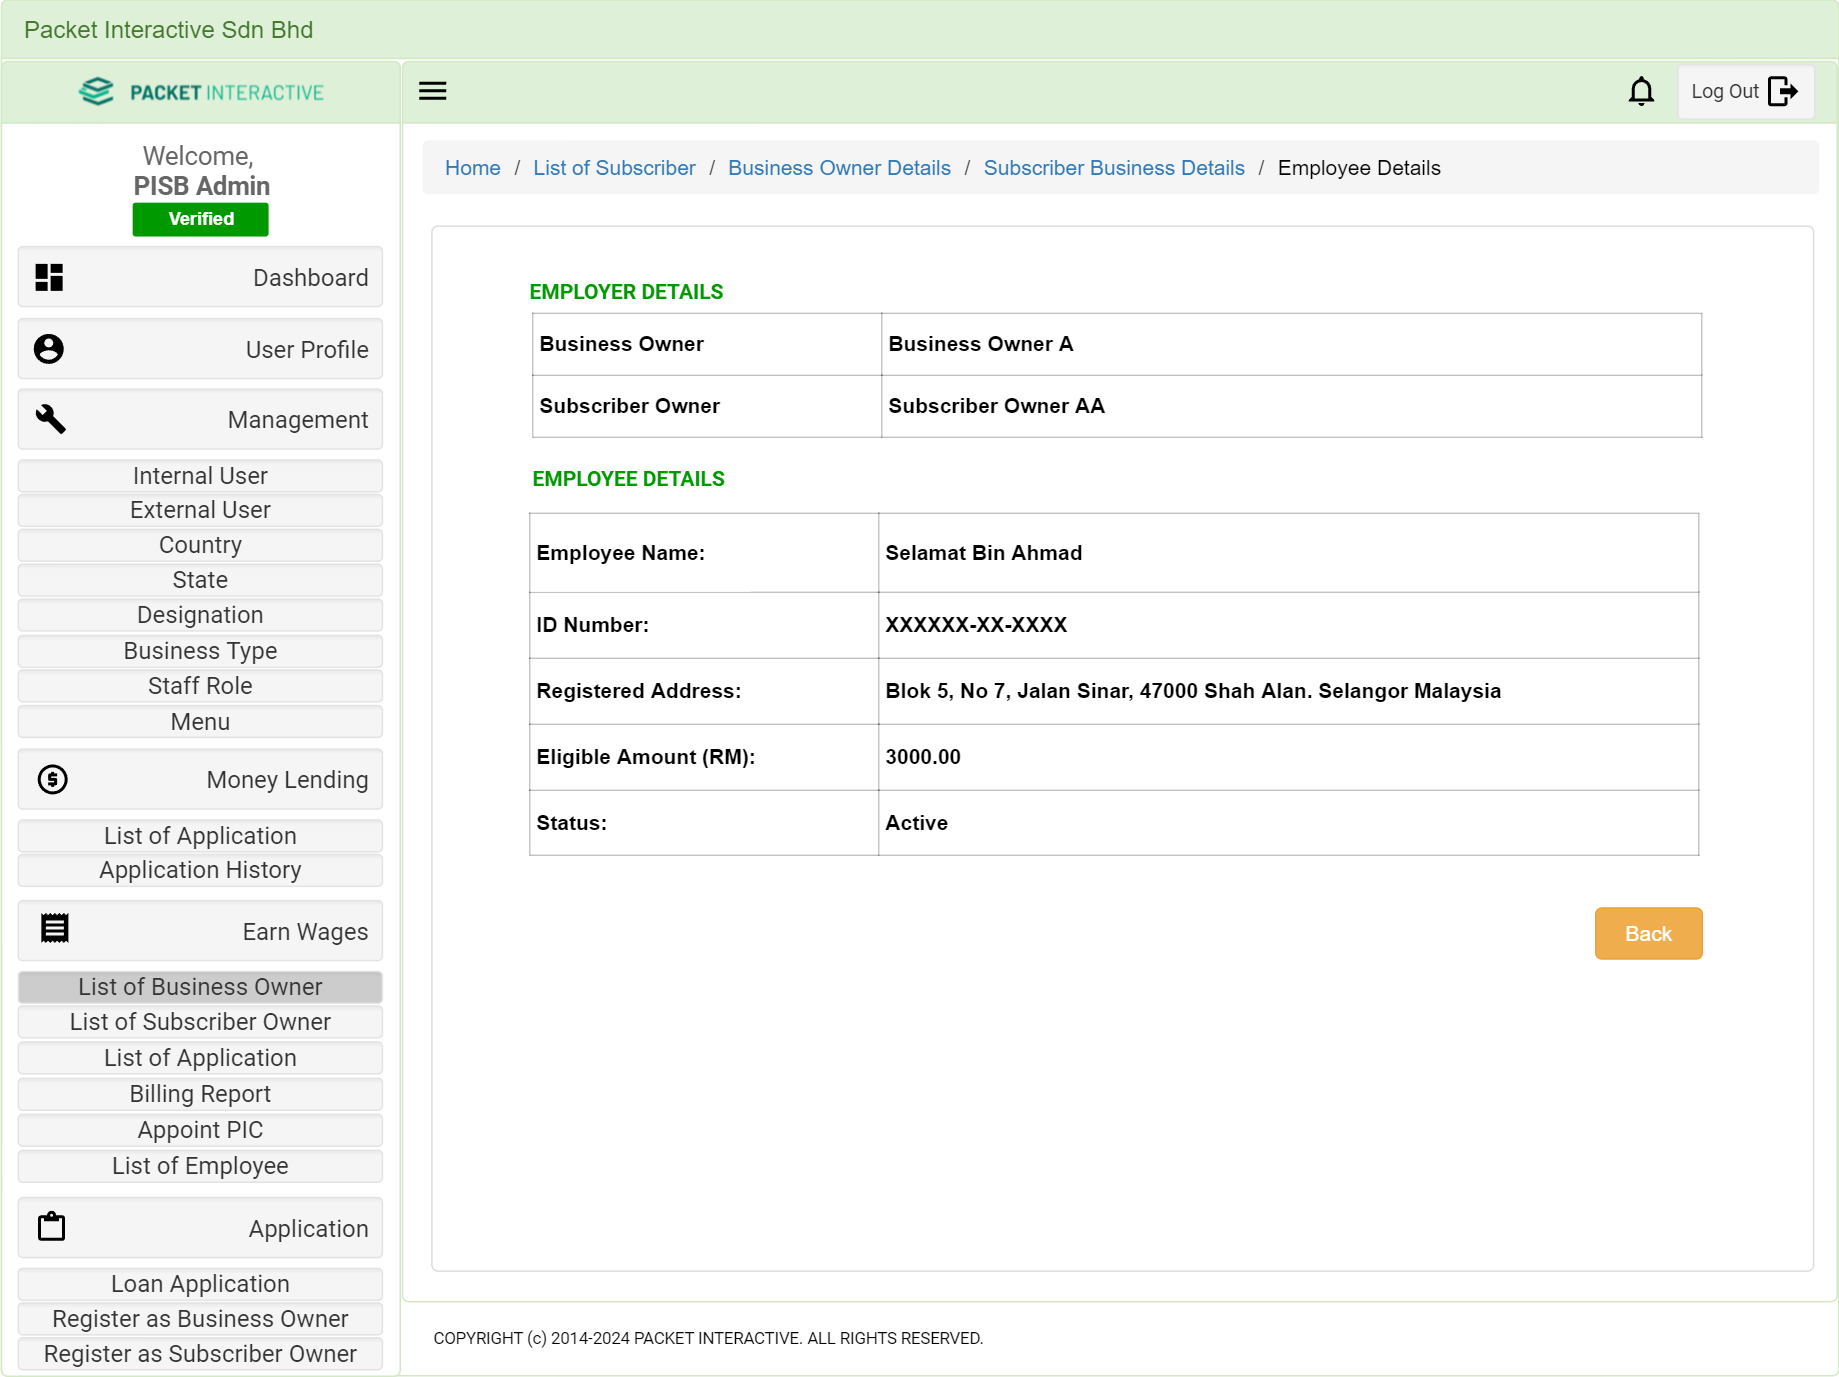 Packet Interactive Sdn Bhd
PACKET INTERACTIVE
Log Out
Welcome,
PISB Admin
Verified
Dashboard
User Profile
Management
Internal User
External User
Country
State
Designation
Business Type
Staff Role
Menu
Money Lending
List of Application
Application History
Earn Wages
List of Business Owner
List of Subscriber Owner
List of Application
Billing Report
Appoint PIC
List of Employee
Application
Loan Application
Register as Business Owner
Register as Subscriber Owner
Home / List of Subscriber / Business Owner Details / Subscriber Business Details / Employee Details
EMPLOYER DETAILS
Business Owner Business Owner A
Subscriber Owner Subscriber Owner AA
EMPLOYEE DETAILS
Employee Name: Selamat Bin Ahmad
ID Number: XXXXXX-XX-XXXX
Registered Address: Blok 5, No 7, Jalan Sinar, 47000 Shah Alan. Selangor Malaysia
Eligible Amount (RM): 3000.00
Status: Active
Back
COPYRIGHT (c) 2014-2024 PACKET INTERACTIVE. ALL RIGHTS RESERVED.